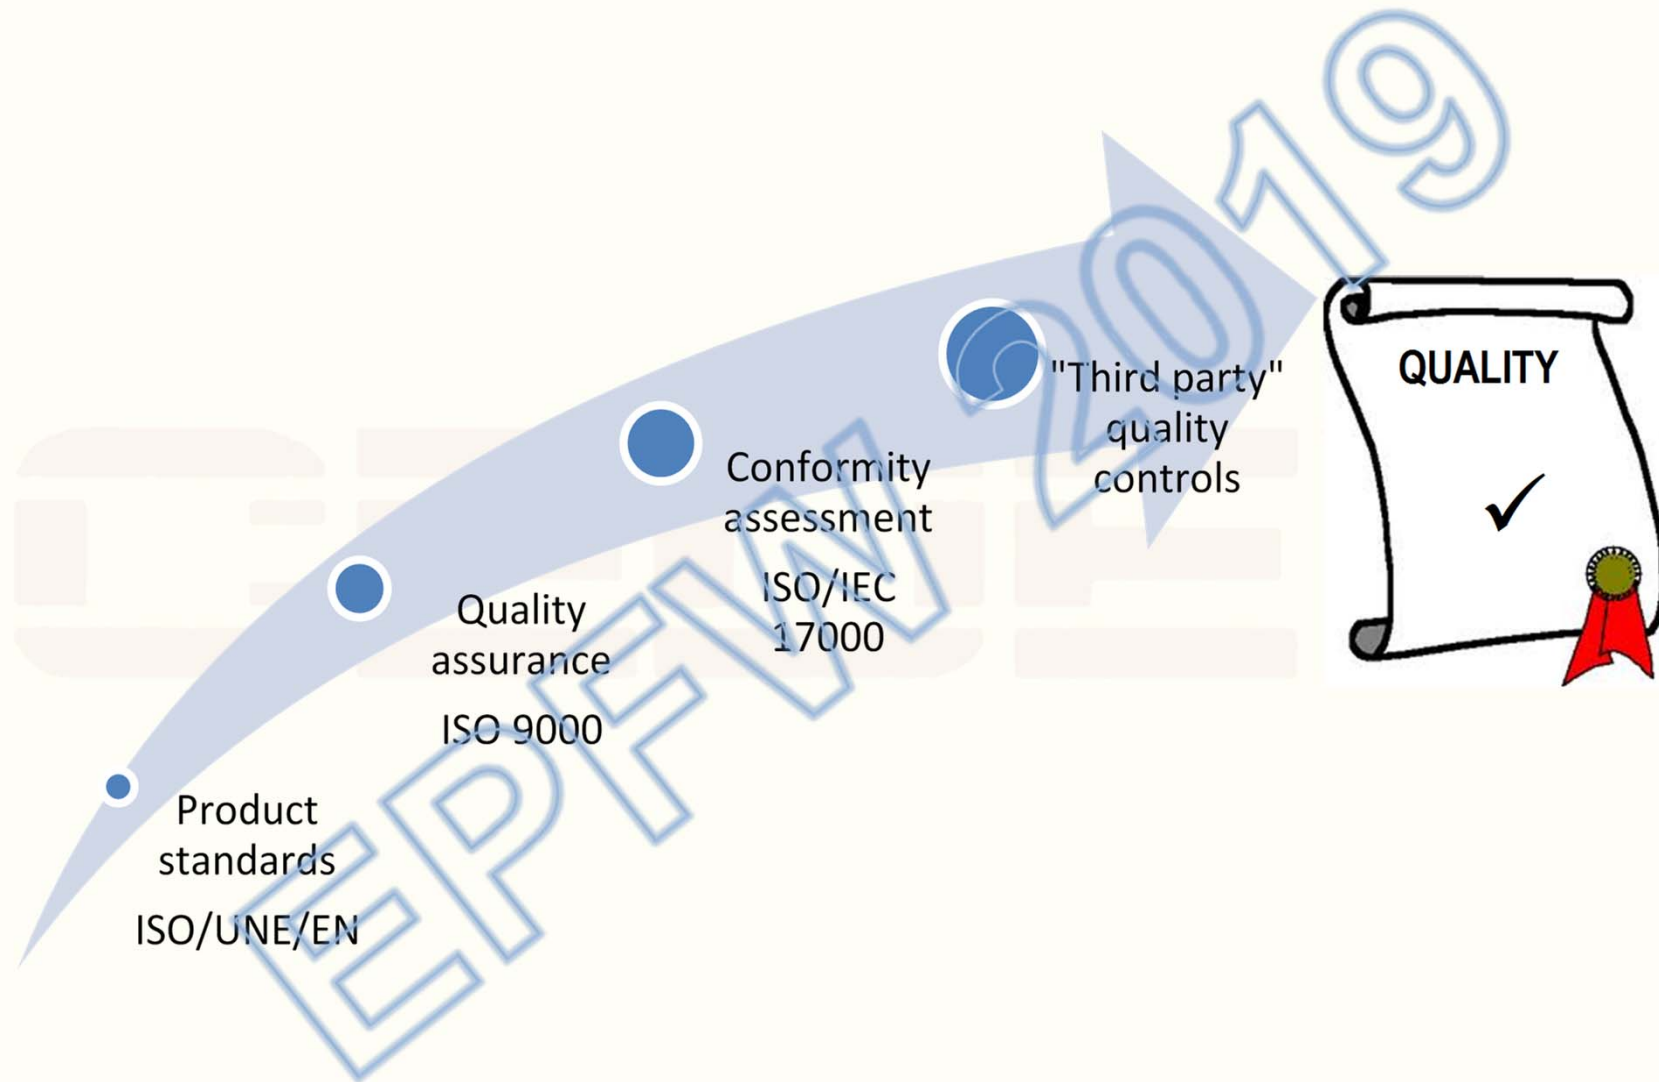 Product
standards
ISO/UNE/EN
Quality
assurance
ISO 9000
Conformity
assessment
ISO/IEC
17000
"Third party"
quality
controls
QUALITY
✓
EPFW 2019